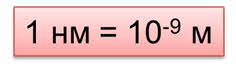 1 нм = 10⁻⁹ м